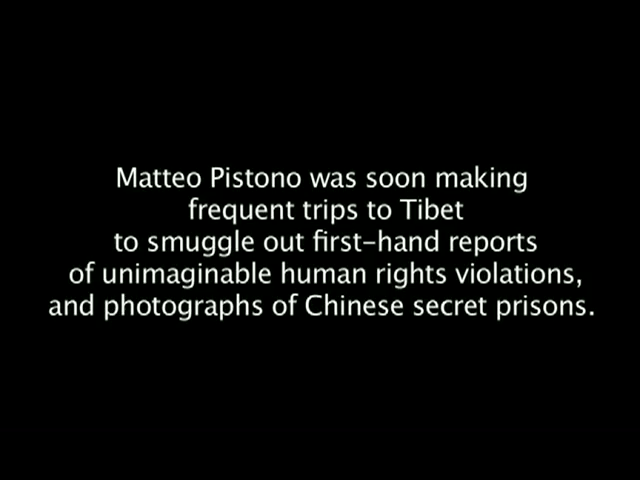 Matteo Pistono was soon making
frequent trips to Tibet
to smuggle out first-hand reports
of unimaginable human rights violations,
and photographs of Chinese secret prisons.